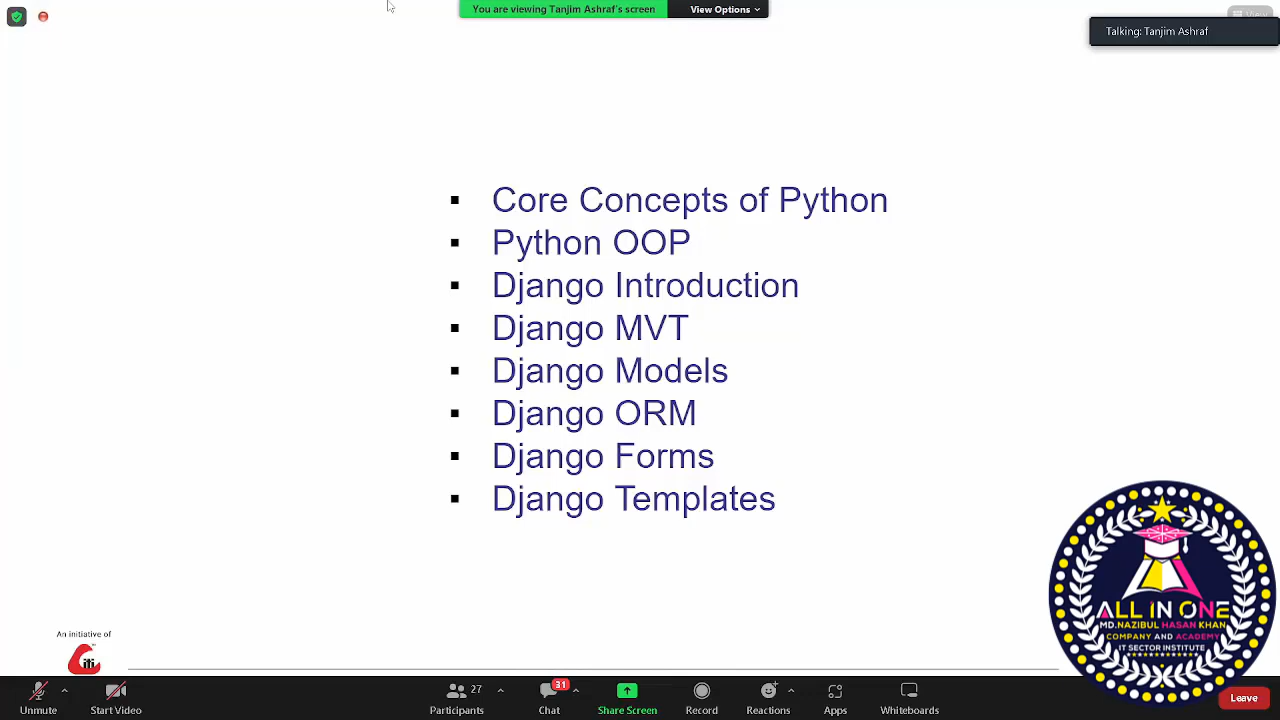 You are viewing Tanjim Ashraf's screen
View Options
View
Talking: Tanjim Ashraf
Core Concepts of Python
Python OOP
Django Introduction
Django MVT
Django Models
Django ORM
Django Forms
Django Templates
An initiative of
iti
ALL IN ONE
MD.NAZIBUL HASAN KHAN
COMPANY AND ACADEMY
IT SECTOR INSTITUTE
Unmute
Start Video
27
Participants
31
Chat
Share Screen
Record
Reactions
Apps
Whiteboards
Leave